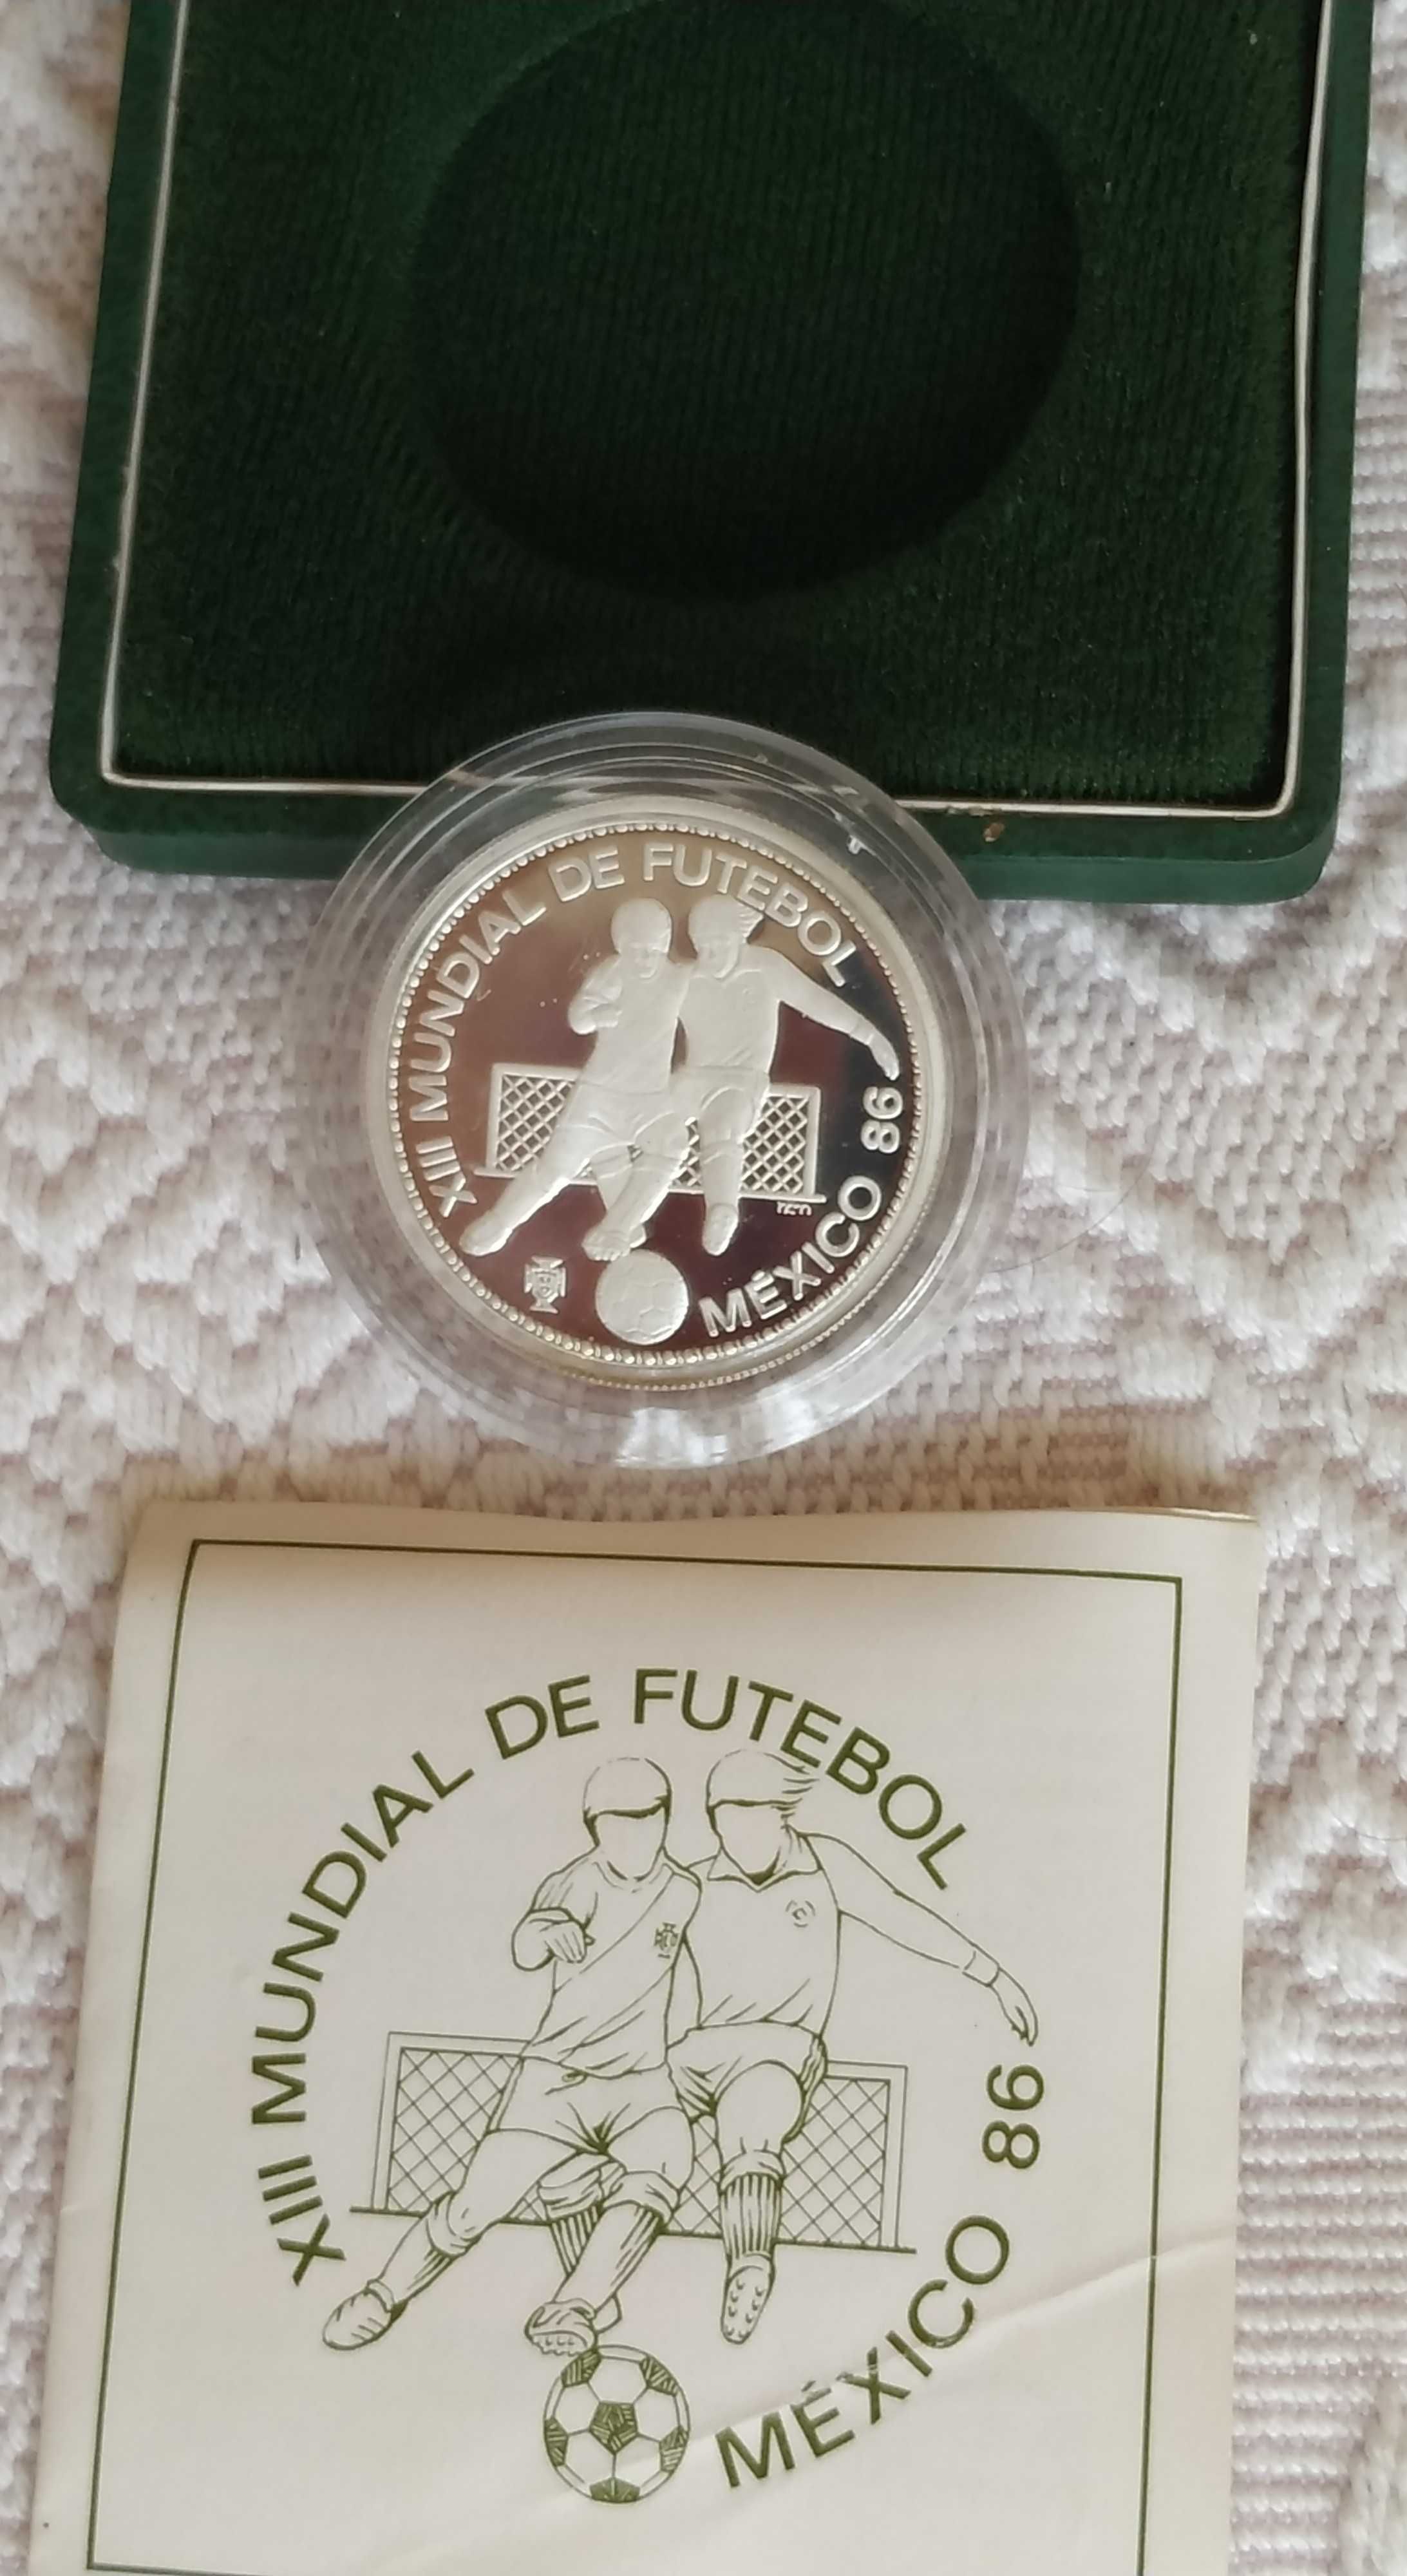 XIII MUNDIAL DE FUTEBOL
MÉXICO 86
XIII MUNDIAL DE FUTEBOL
MÉXICO 86